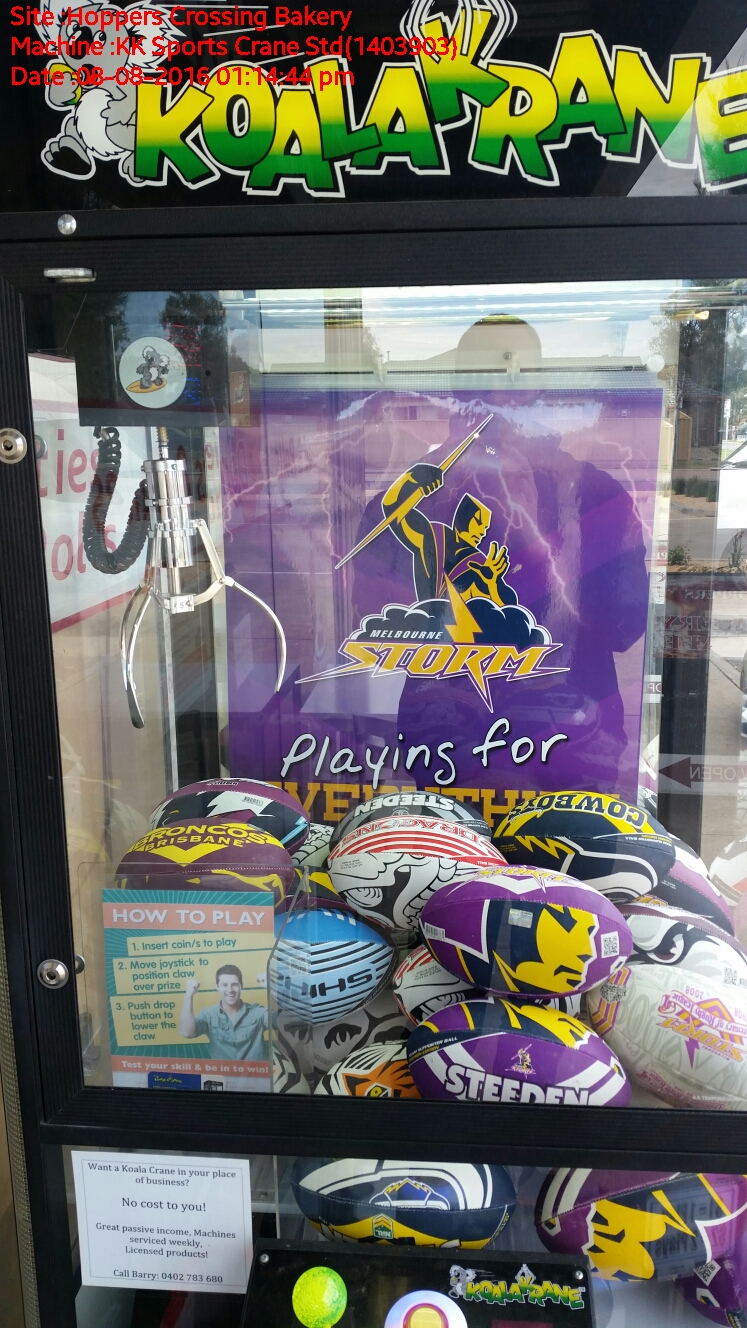 Site :Hoppers Crossing Bakery
Machine :KK Sports Crane Std(1403903)
Date :08-08-2016 01:14:44 pm
KOALA KRANE
MELBOURNE
STORM
Playing for
STEEDEN
COWBOYS
DRAGONS
BRONCOS
BRISBANE
STORM
HOW TO PLAY
1. Insert coin/s to play
2. Move joystick to
position claw
over prize
3. Push drop
button to
lower the
claw
Test your skill & be in to win!
OPEN
2008
STEEDEN
Want a Koala Crane in your place
of business?
No cost to you!
Great passive income, Machines
serviced weekly,
Licensed products!
Call Barry: 0402 783 680
KOALA KRANE